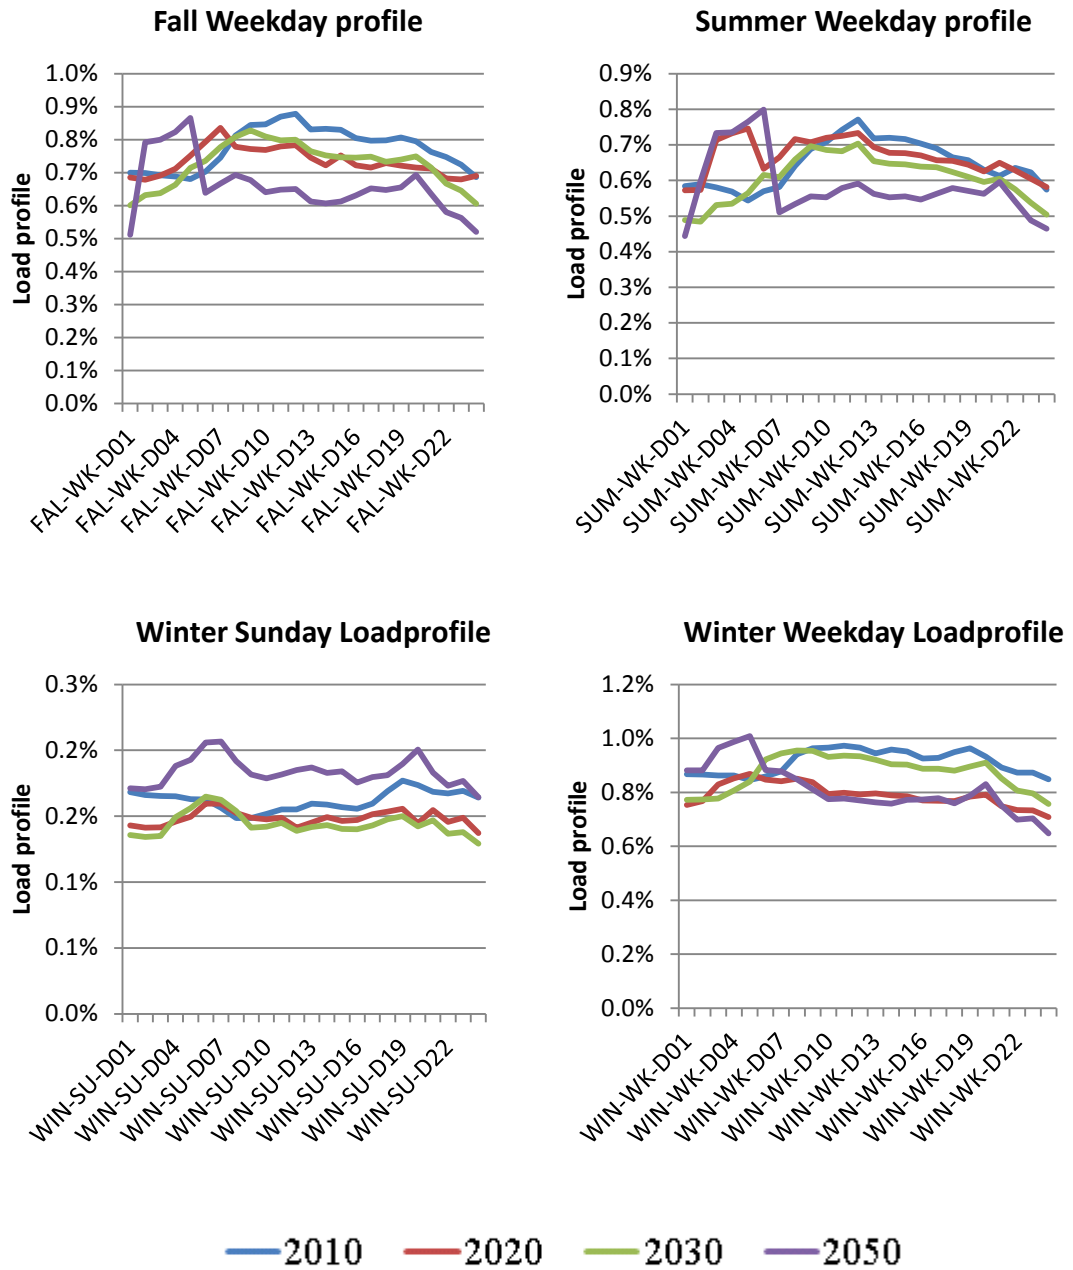 Fall Weekday profile
Load profile
1.0%
0.9%
0.8%
0.7%
0.6%
0.5%
0.4%
0.3%
0.2%
0.1%
0.0%
FAL-WK-D01
FAL-WK-D04
FAL-WK-D07
FAL-WK-D10
FAL-WK-D13
FAL-WK-D16
FAL-WK-D19
FAL-WK-D22
Summer Weekday profile
Load profile
0.9%
0.8%
0.7%
0.6%
0.5%
0.4%
0.3%
0.2%
0.1%
0.0%
SUM-WK-D01
SUM-WK-D04
SUM-WK-D07
SUM-WK-D10
SUM-WK-D13
SUM-WK-D16
SUM-WK-D19
SUM-WK-D22
Winter Sunday Loadprofile
Load profile
0.3%
0.2%
0.2%
0.1%
0.1%
0.0%
WIN-SU-D01
WIN-SU-D04
WIN-SU-D07
WIN-SU-D10
WIN-SU-D13
WIN-SU-D16
WIN-SU-D19
WIN-SU-D22
Winter Weekday Loadprofile
Load profile
1.2%
1.0%
0.8%
0.6%
0.4%
0.2%
0.0%
WIN-WK-D01
WIN-WK-D04
WIN-WK-D07
WIN-WK-D10
WIN-WK-D13
WIN-WK-D16
WIN-WK-D19
WIN-WK-D22
2010 2020 2030 2050